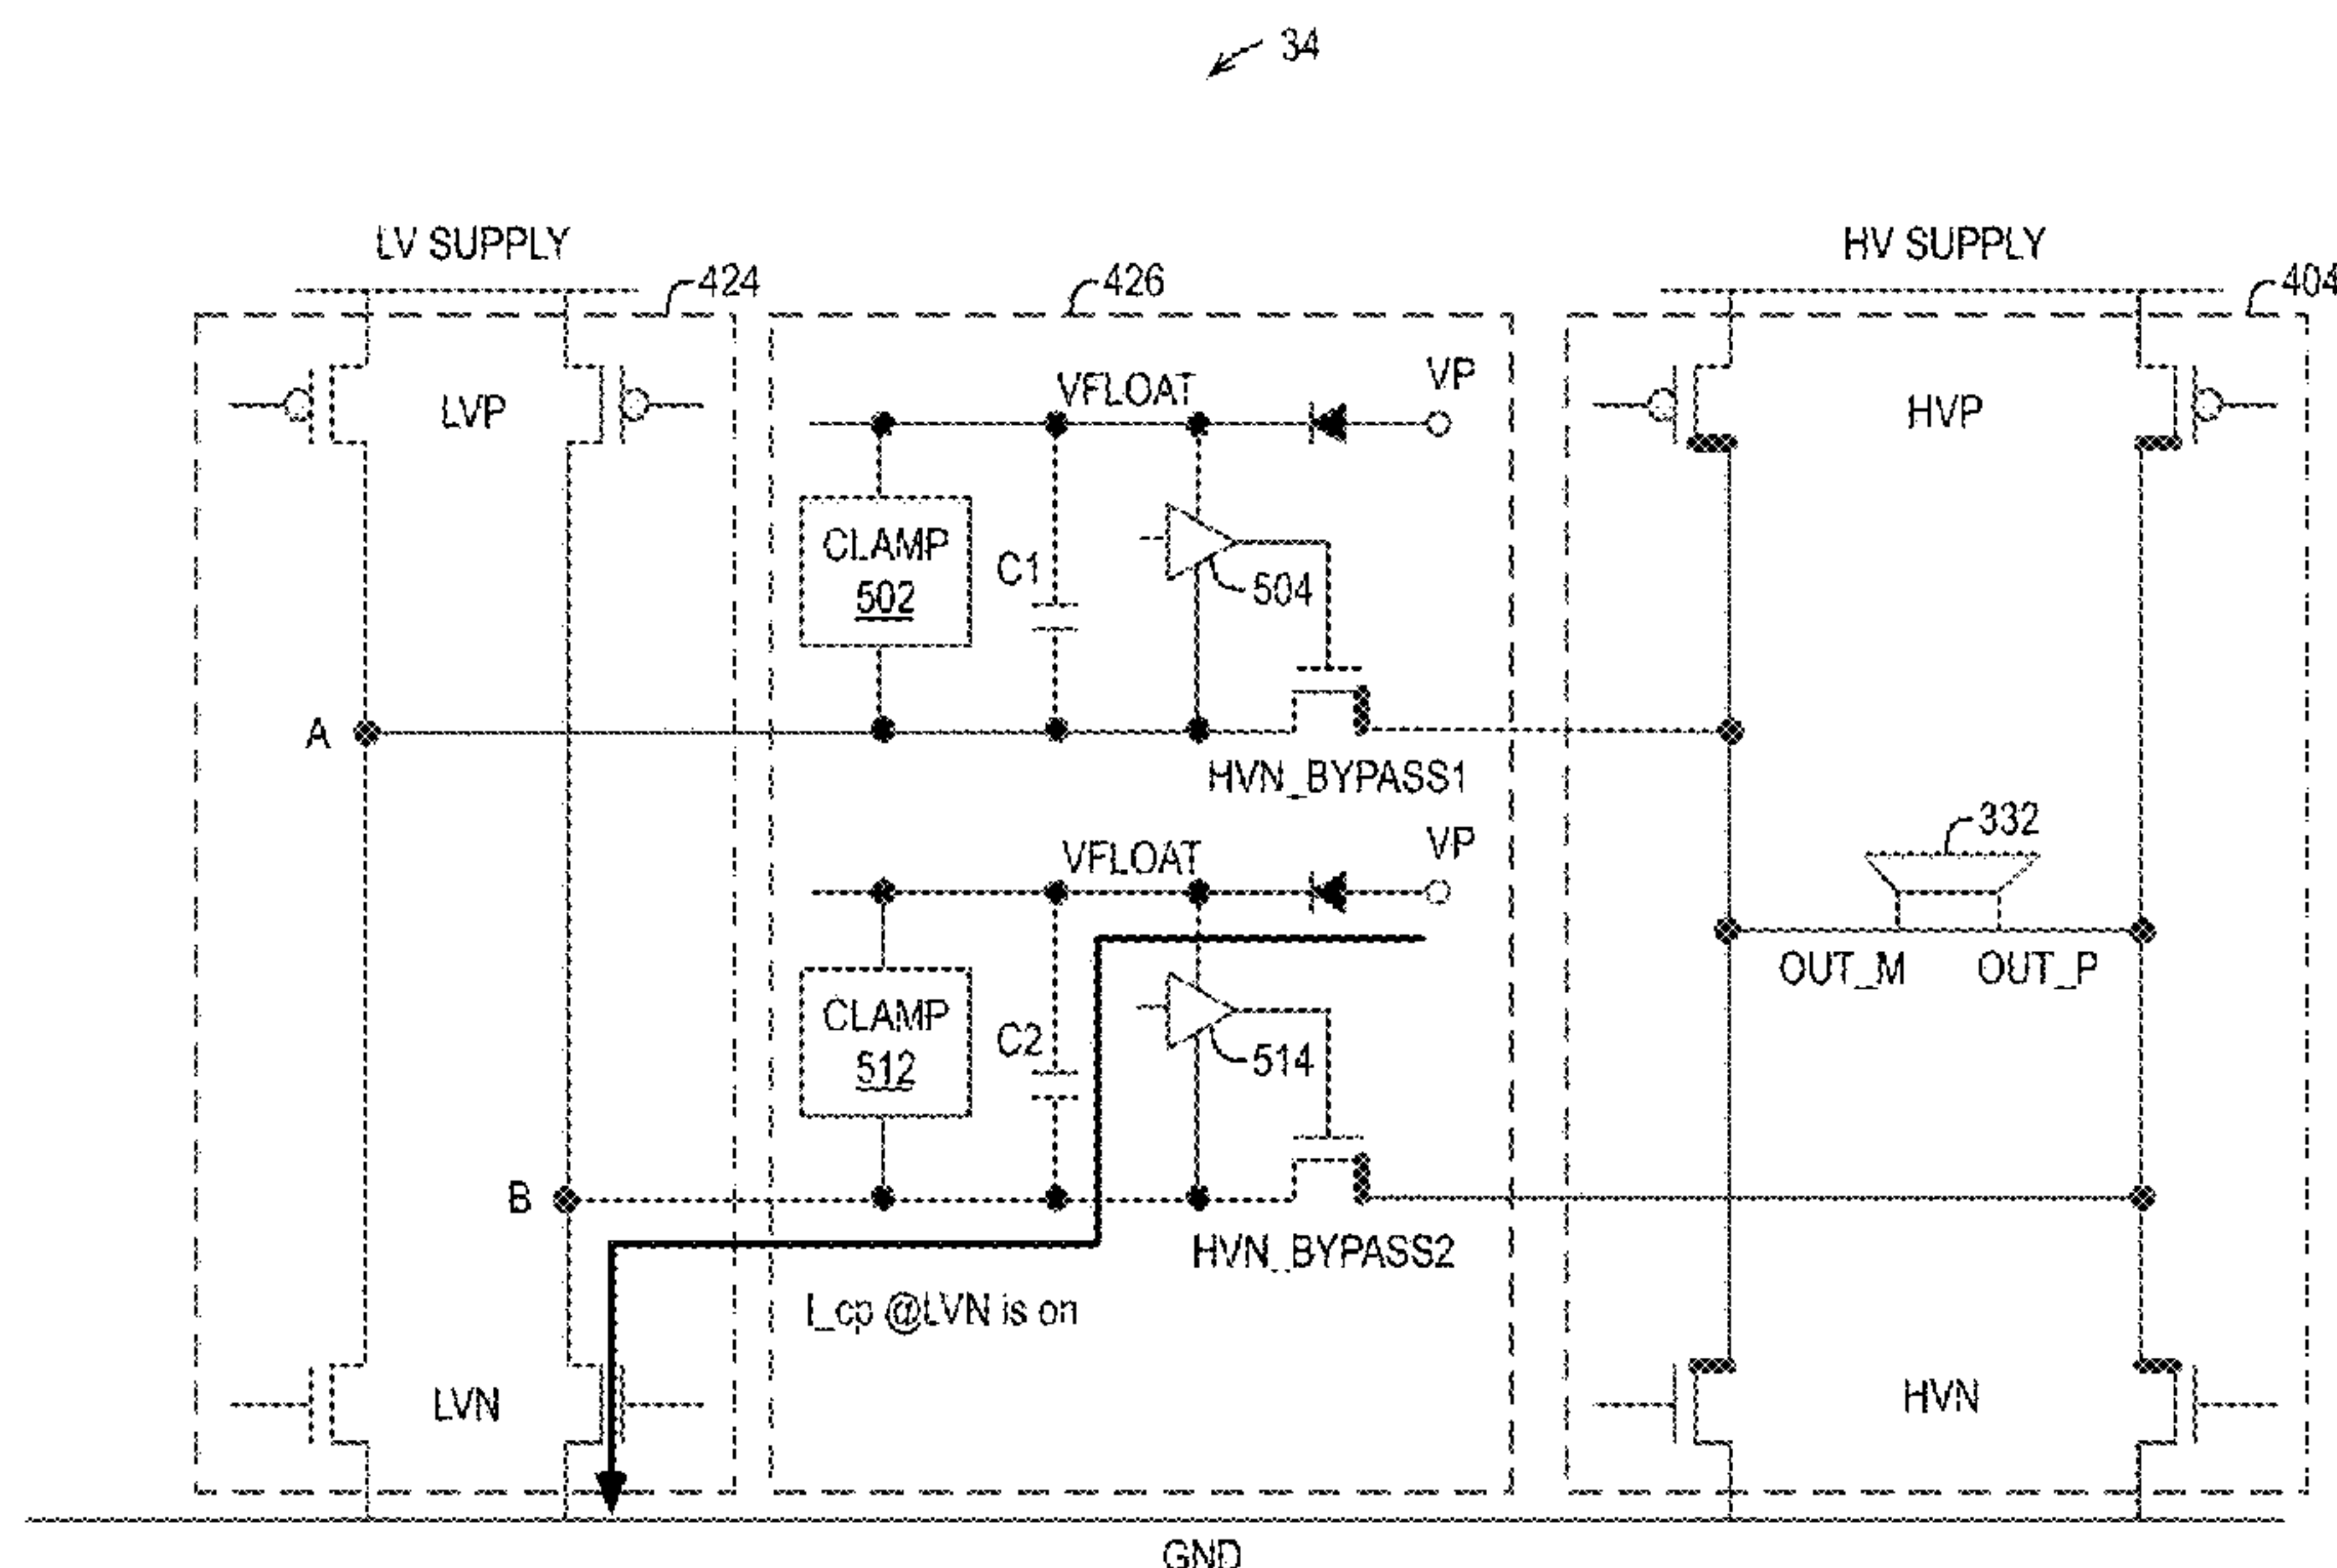 34
LV SUPPLY
HV SUPPLY
424
426
404
LVP
VFLOAT
VP
HVP
CLAMP
502
C1
504
A
HVN_BYPASS1
VFLOAT
VP
332
OUT_M
OUT_P
CLAMP
512
C2
514
B
HVN_BYPASS2
I_cp @LVN is on
LVN
HVN
GND